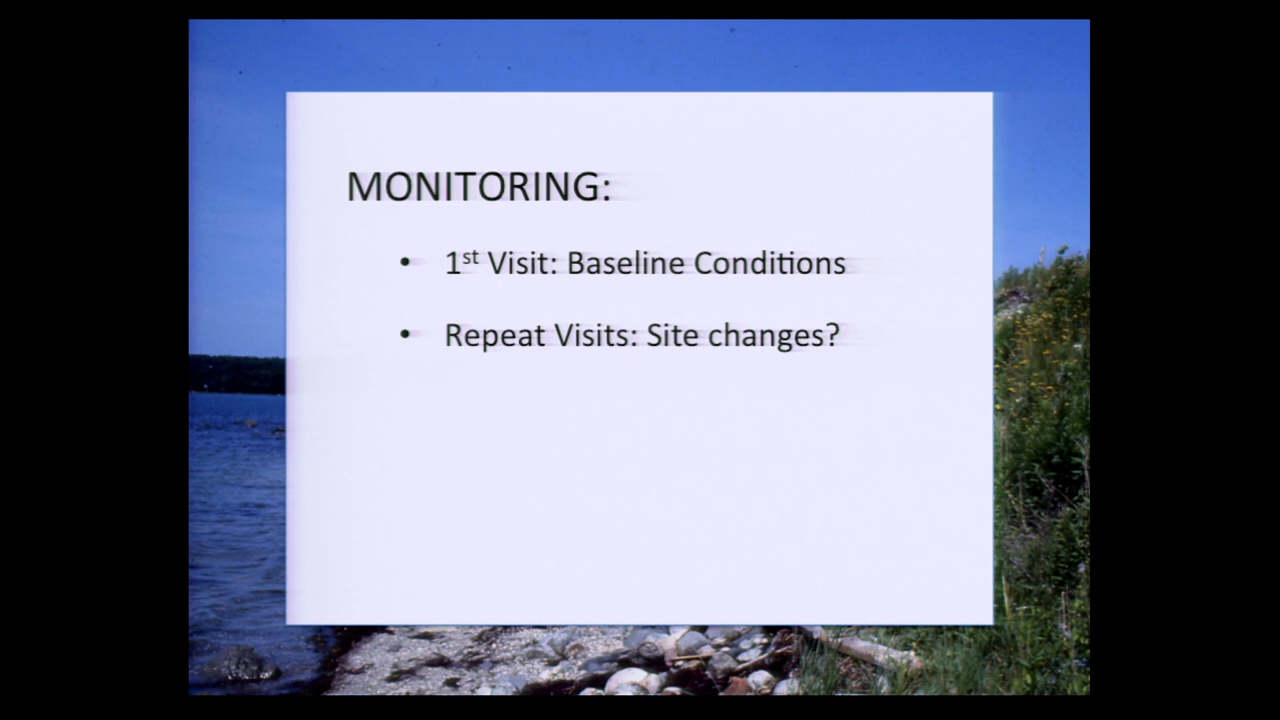 MONITORING:
• 1st Visit: Baseline Conditions
• Repeat Visits: Site changes?